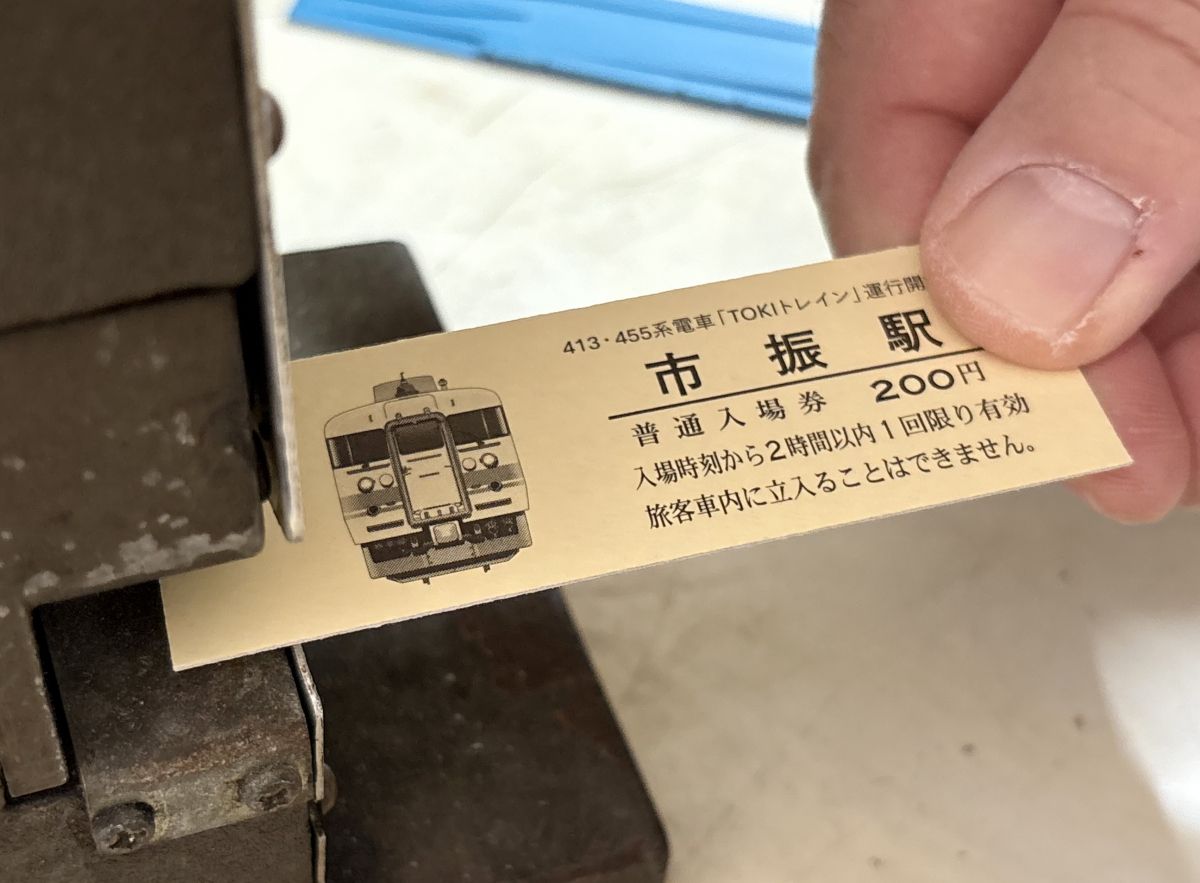 413・455系電車「TOKIトレイン」運行開
市振駅
普通入場券 200円
入場時刻から2時間以内1回限り有効
旅客車内に立入ることはできません。